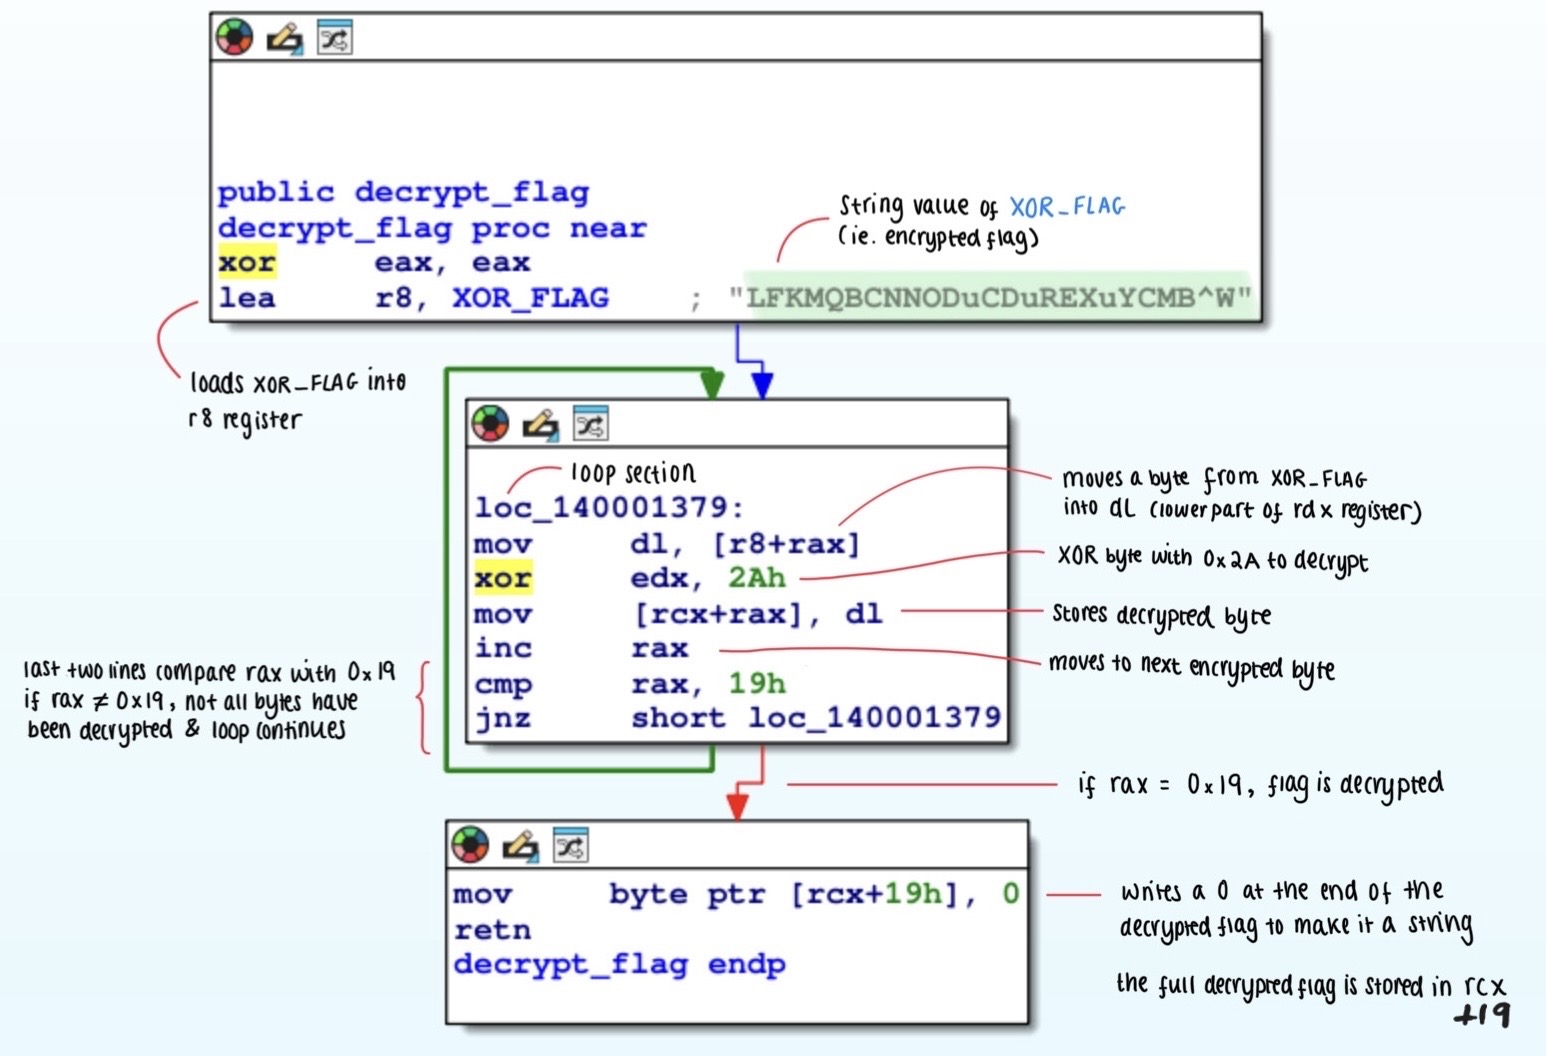 public decrypt_flag
decrypt_flag proc near
xor eax, eax
lea r8, XOR_FLAG ; "LFKMQBCNNODuCDuREXuYCMB^W"
String value of XOR_FLAG
(ie. encrypted flag)
loads XOR_FLAG into
r8 register
loop section
loc_140001379:
mov dl, [r8+rax]
xor edx, 2Ah
mov [rcx+rax], dl
inc rax
cmp rax, 19h
jnz short loc_140001379
moves a byte from XOR_FLAG
into dL (lower part of rdx register)
XOR byte with 0x2A to decrypt
Stores decrypted byte
moves to next encrypted byte
last two lines compare rax with 0x19
if rax ≠ 0x19, not all bytes have
been decrypted & loop continues
if rax = 0x19, flag is decrypted
mov byte ptr [rcx+19h], 0
retn
decrypt_flag endp
writes a 0 at the end of the
decrypted flag to make it a string
the full decrypted flag is stored in rcx
+19